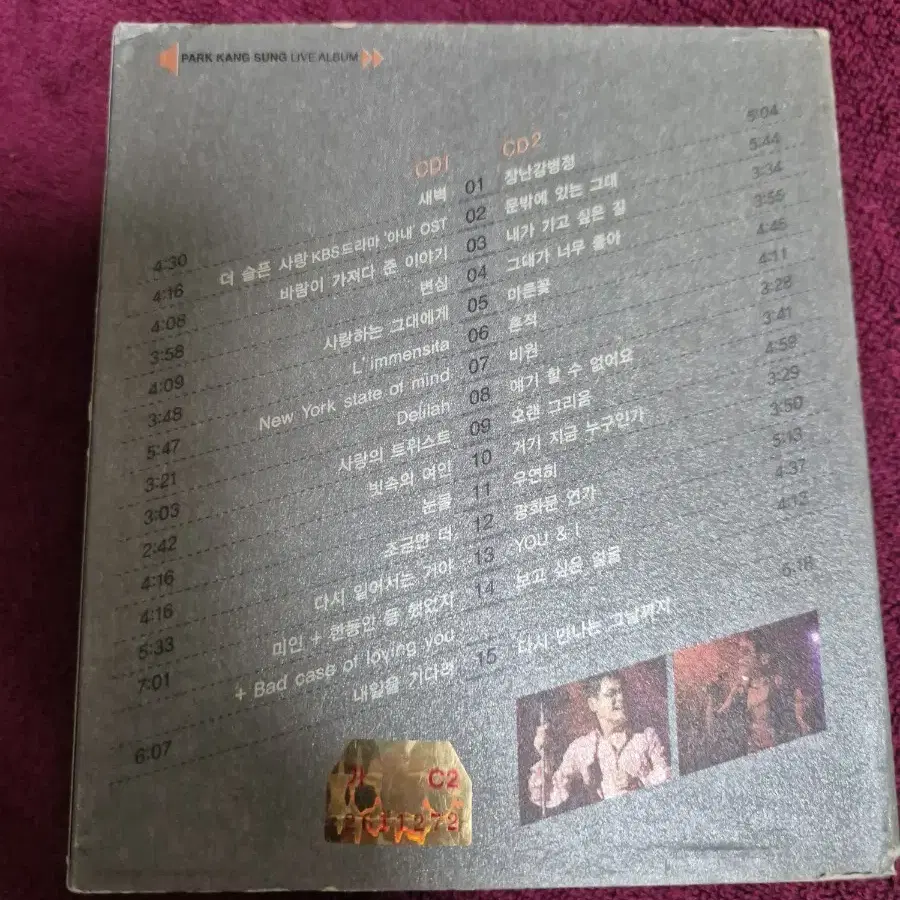 PARK KANG SUNG LIVE ALBUM
CD1 CD2
4:30 새벽 01 장난감병정 5:04
4:16 더 슬픈 사랑 KBS드라마 '아내' OST 02 문밖에 있는 그대 5:44
4:08 바람이 가져다 준 이야기 03 내가 가고 싶은 길 3:34
3:58 변심 04 그대가 너무 좋아 3:55
4:09 사랑하는 그대에게 05 마른꽃 4:45
3:48 L'immensita 06 흔적 4:11
5:47 New York state of mind 07 비원 3:28
3:21 Delilah 08 얘기 할 수 없어요 3:41
3:03 사랑의 트위스트 09 오랜 그리움 4:59
2:42 빗속의 여인 10 거기 지금 누구인가 3:29
4:16 눈물 11 우연히 3:50
4:16 조금만 더 12 광화문 연가 5:13
5:33 다시 일어서는 거야 13 YOU & I 4:37
7:01 미인 + 한동안 뜸 했었지 14 보고 싶은 얼굴 4:12
+ Bad case of loving you
6:07 내일을 기다려 15 다시 만나는 그날까지 5:18
가 C2